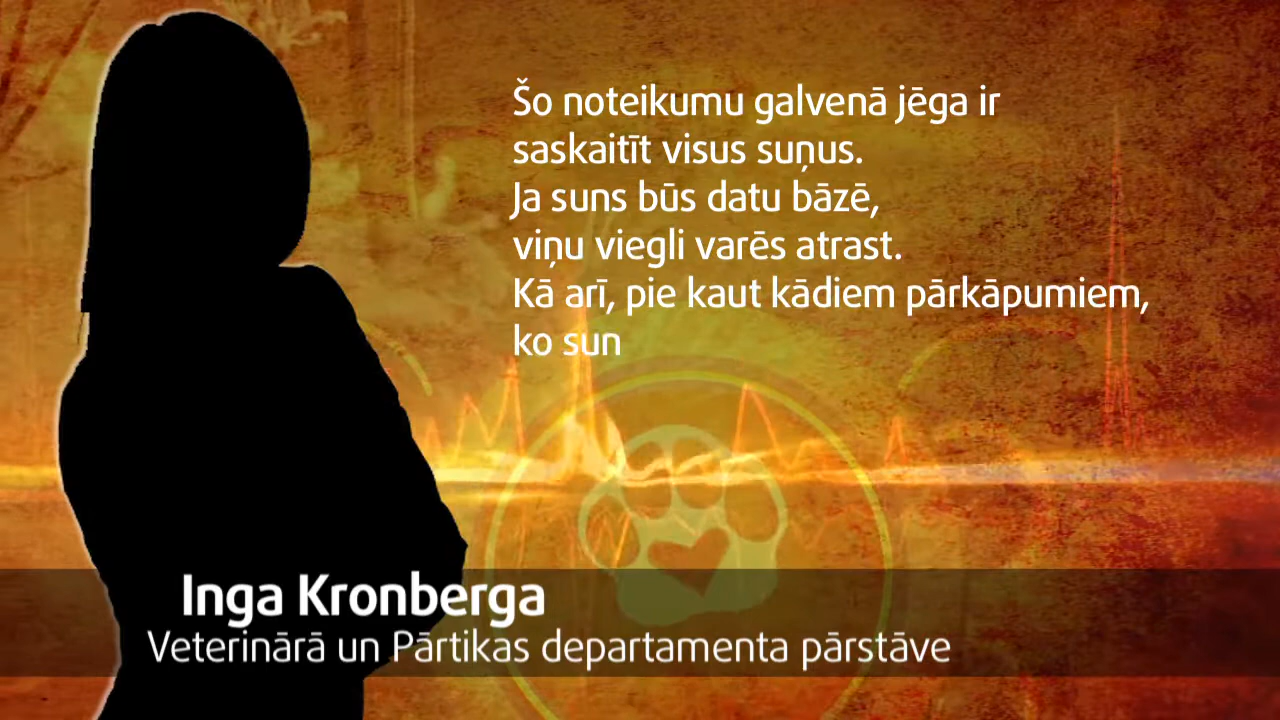 Šo noteikumu galvenā jēga ir
saskaitīt visus suņus.
Ja suns būs datu bāzē,
viņu viegli varēs atrast.
Kā arī, pie kaut kādiem pārkāpumiem,
ko sun
Inga Kronberga
Veterinārā un Pārtikas departamenta pārstāve